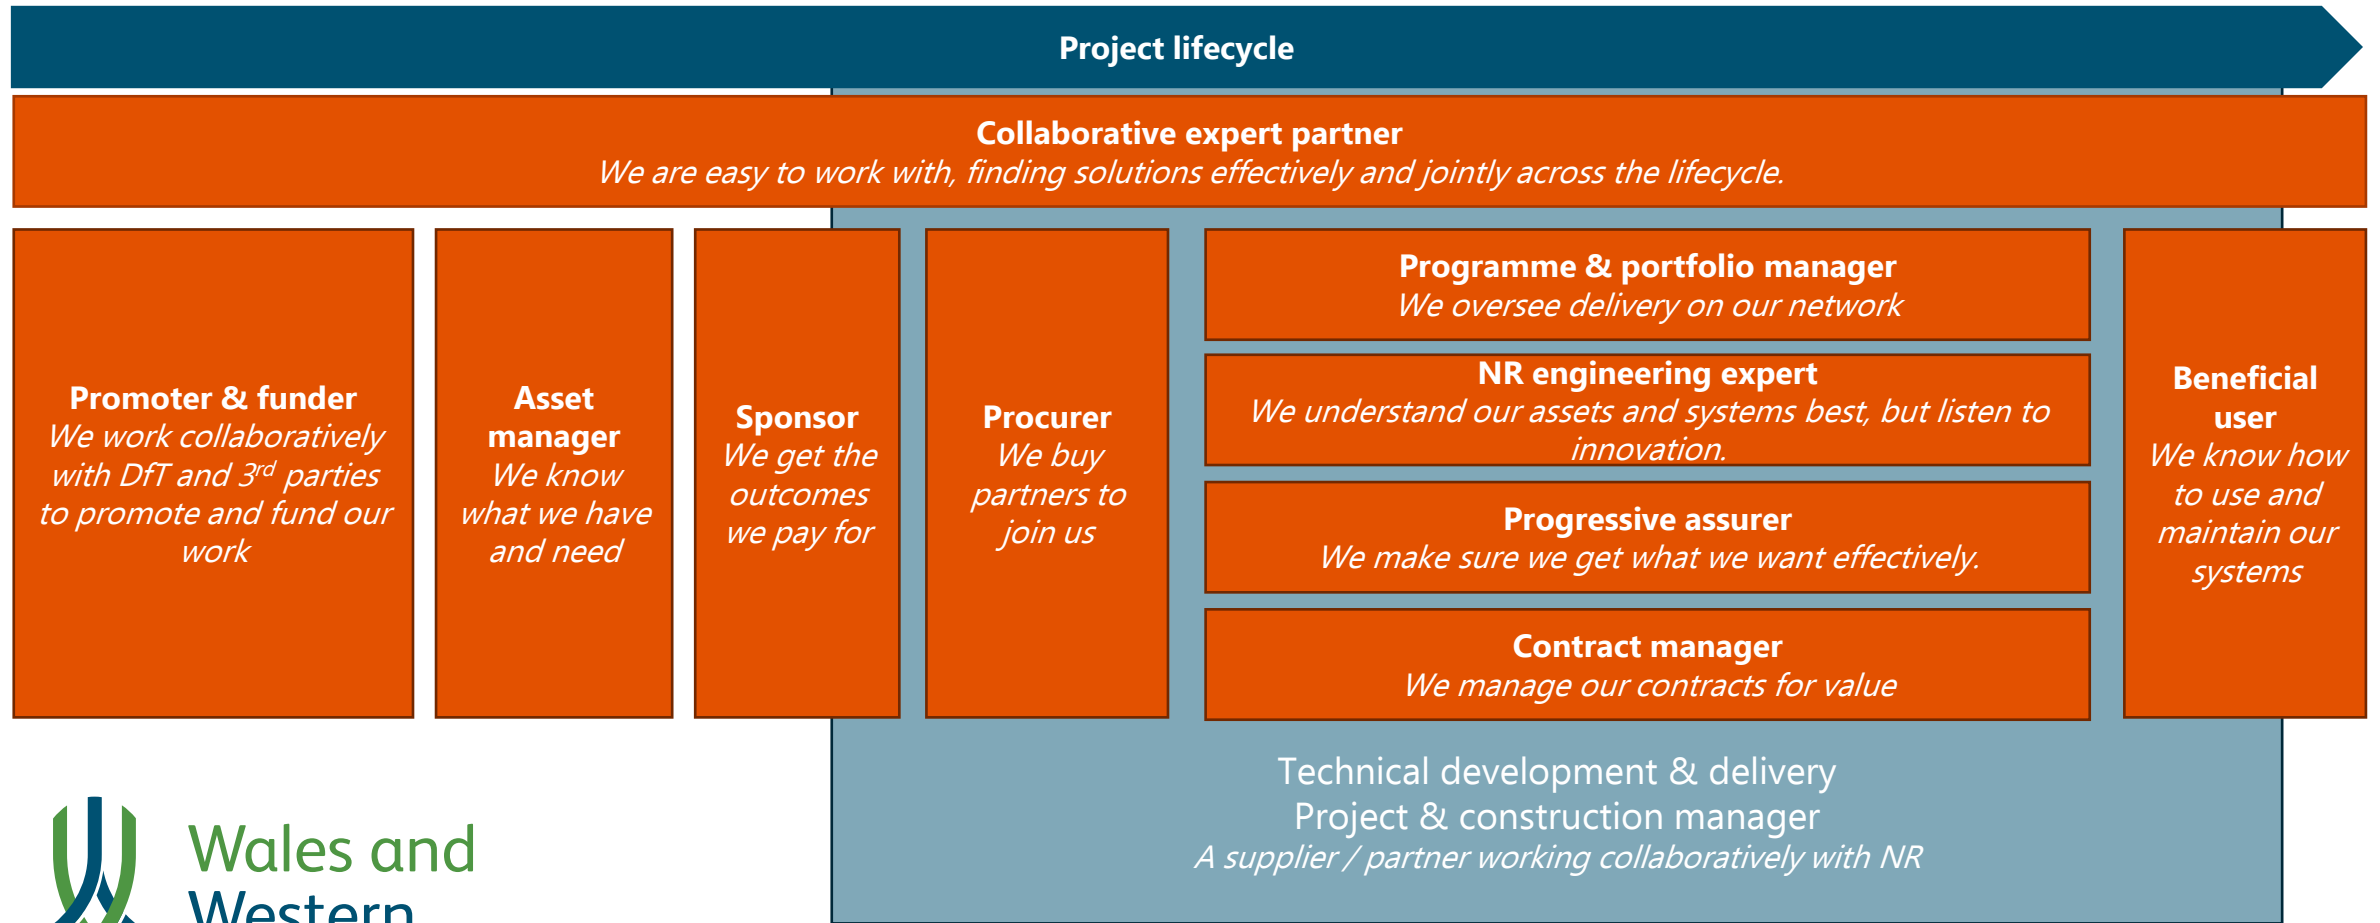 Project lifecycle
Collaborative expert partner
We are easy to work with, finding solutions effectively and jointly across the lifecycle.
Promoter & funder
We work collaboratively
with DfT and 3rd parties
to promote and fund our
work
Asset
manager
We know
what we have
and need
Sponsor
We get the
outcomes
we pay for
Procurer
We buy
partners to
join us
Programme & portfolio manager
We oversee delivery on our network
NR engineering expert
We understand our assets and systems best, but listen to
innovation.
Progressive assurer
We make sure we get what we want effectively.
Contract manager
We manage our contracts for value
Beneficial
user
We know how
to use and
maintain our
systems
Technical development & delivery
Project & construction manager
A supplier / partner working collaboratively with NR
Wales and
Western